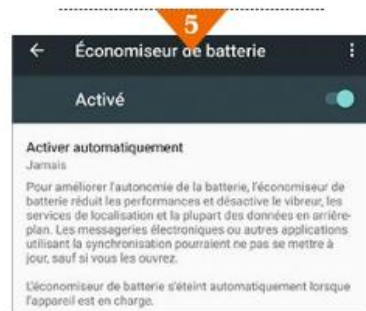 5
Économiseur de batterie
Activé
Activer automatiquement
Jamais
Pour améliorer l'autonomie de la batterie, l'économiseur de
batterie réduit les performances et désactive le vibreur, les
services de localisation et la plupart des données en arrière-
plan. Les messageries électroniques ou autres applications
utilisant la synchronisation pourraient ne pas se mettre à
jour, sauf si vous les ouvrez.
L'économiseur de batterie s'éteint automatiquement lorsque
l'appareil est en charge.